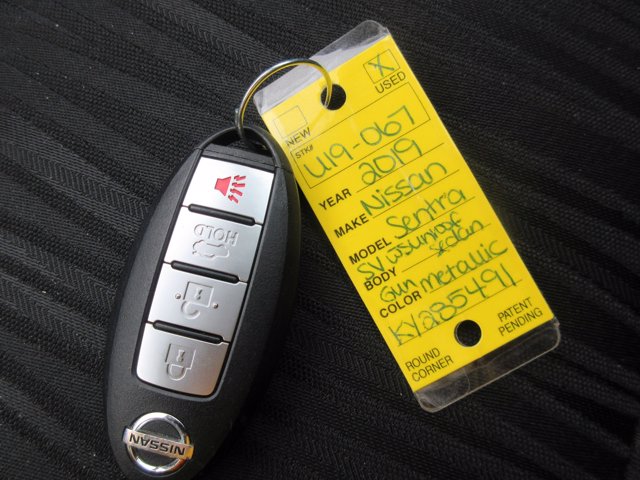 X
NEW USED
STK# U19-067
YEAR 2019
MAKE Nissan
MODEL Sentra
SV w sunroof
BODY sedan
COLOR Gun metallic
KY285491
ROUND CORNER
PATENT PENDING
HOLD
NISSAN